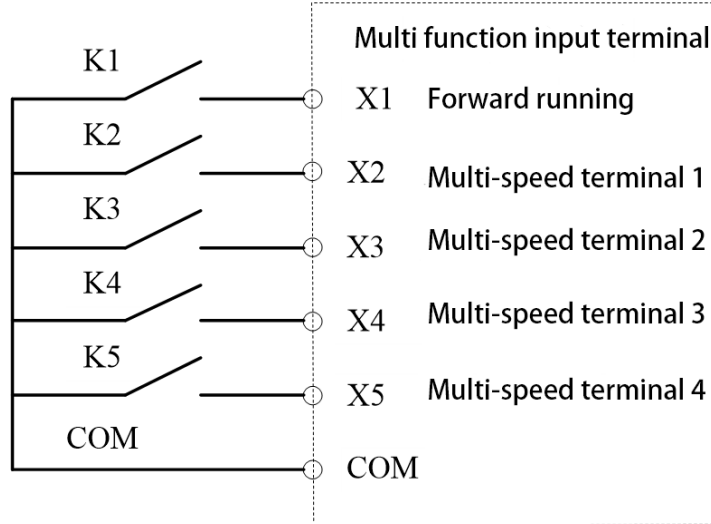 Multi function input terminal
K1
X1 Forward running
K2
X2 Multi-speed terminal 1
K3
X3 Multi-speed terminal 2
K4
X4 Multi-speed terminal 3
K5
X5 Multi-speed terminal 4
COM
COM